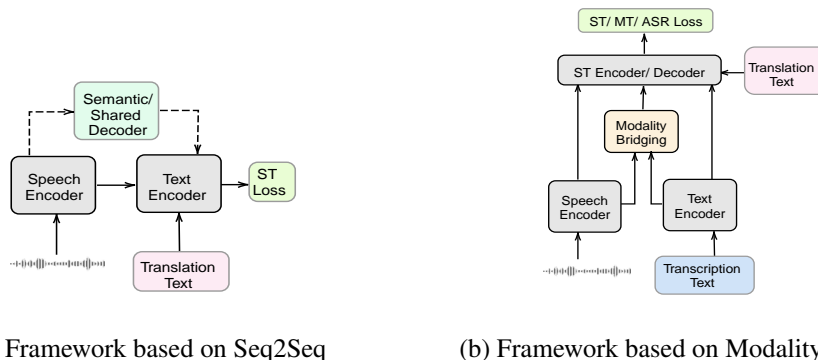 Semantic/
Shared
Decoder
Speech
Encoder
Text
Encoder
ST
Loss
Translation
Text
Framework based on Seq2Seq
ST/ MT/ ASR Loss
ST Encoder/ Decoder
Translation
Text
Modality
Bridging
Speech
Encoder
Text
Encoder
Transcription
Text
(b) Framework based on Modality